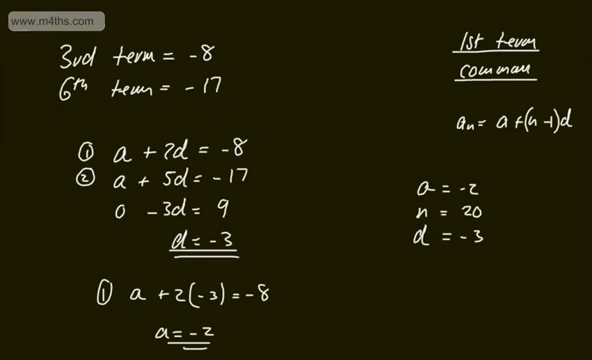 www.m4ths.com
3rd term = -8
6th term = -17
① a + 2d = -8
② a + 5d = -17
0 -3d = 9
d = -3
① a + 2(-3) = -8
a = -2
1st term
common
an = a + (n-1)d
a = -2
n = 20
d = -3